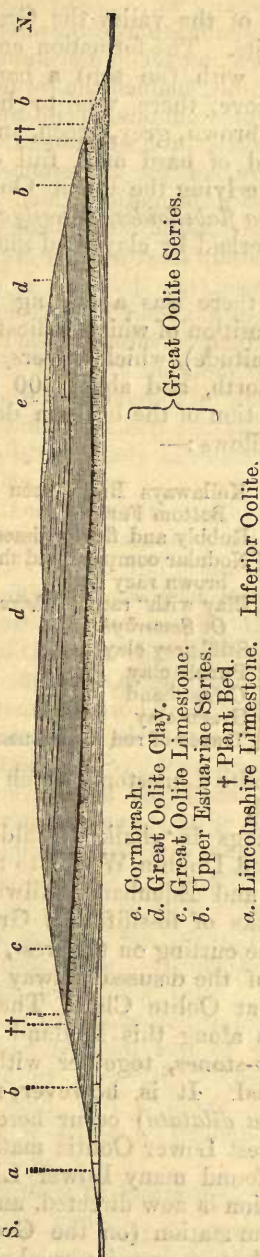 S. a b †† c d e d b †† b N.
e. Cornbrash.
d. Great Oolite Clay.
c. Great Oolite Limestone.
b. Upper Estuarine Series.
† Plant Bed.
Great Oolite Series.
a. Lincolnshire Limestone. Inferior Oolite.